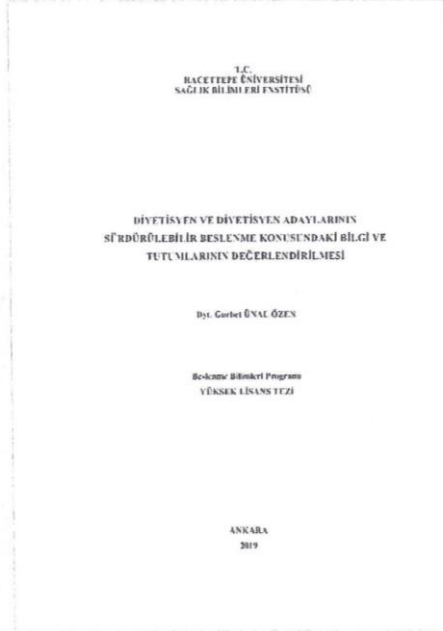 T.C.
HACETTEPE ÜNİVERSİTESİ
SAĞLIK BİLİMLERİ ENSTİTÜSÜ
DİYETİSYEN VE DİYETİSYEN ADAYLARININ
SÜRDÜRÜLEBİLİR BESLENME KONUSUNDAKİ BİLGİ VE
TUTUMLARININ DEĞERLENDİRİLMESİ
Dyt. Gurbet ÜNAL ÖZEN
Beslenme Bilimleri Programı
YÜKSEK LİSANS TEZİ
ANKARA
2019